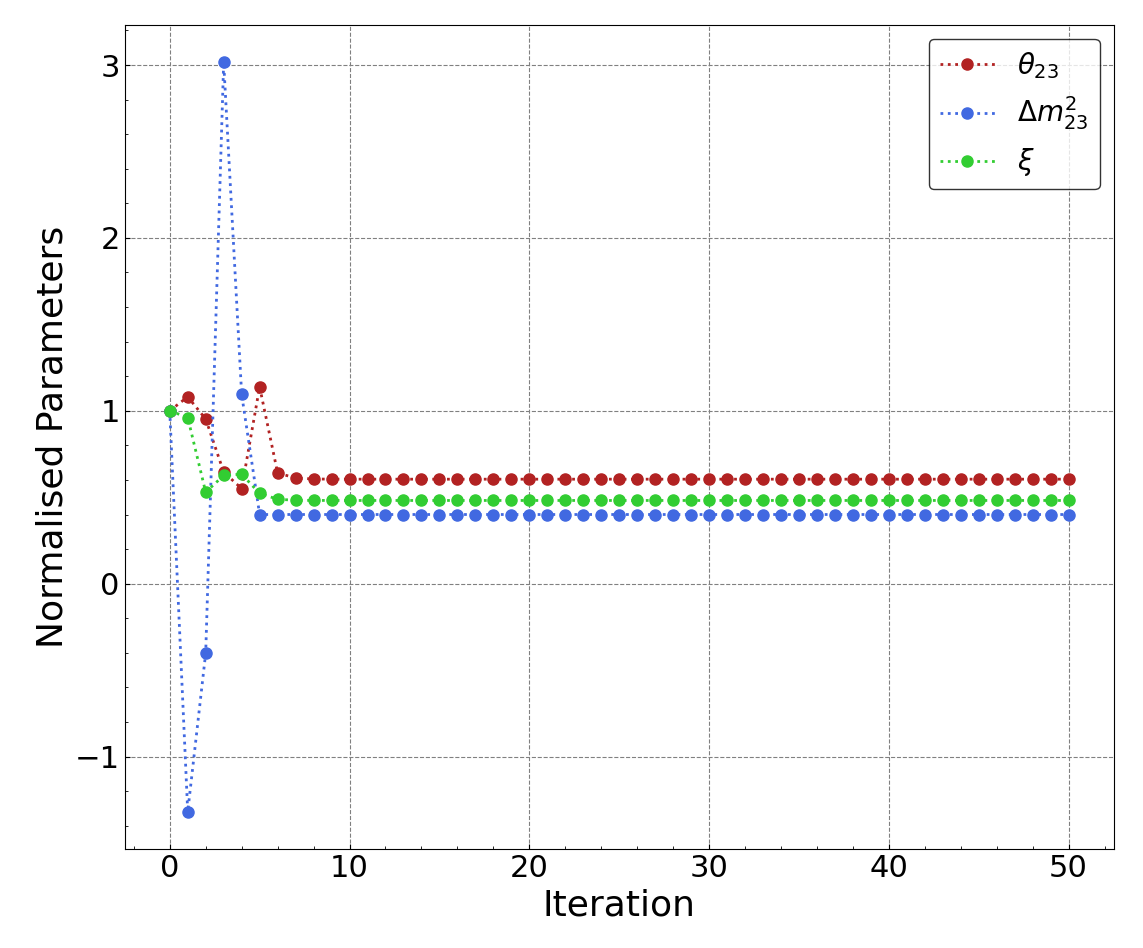 3
2
1
0
−1
Normalised Parameters
θ₂₃
Δm²₂₃
ξ
0 10 20 30 40 50
Iteration